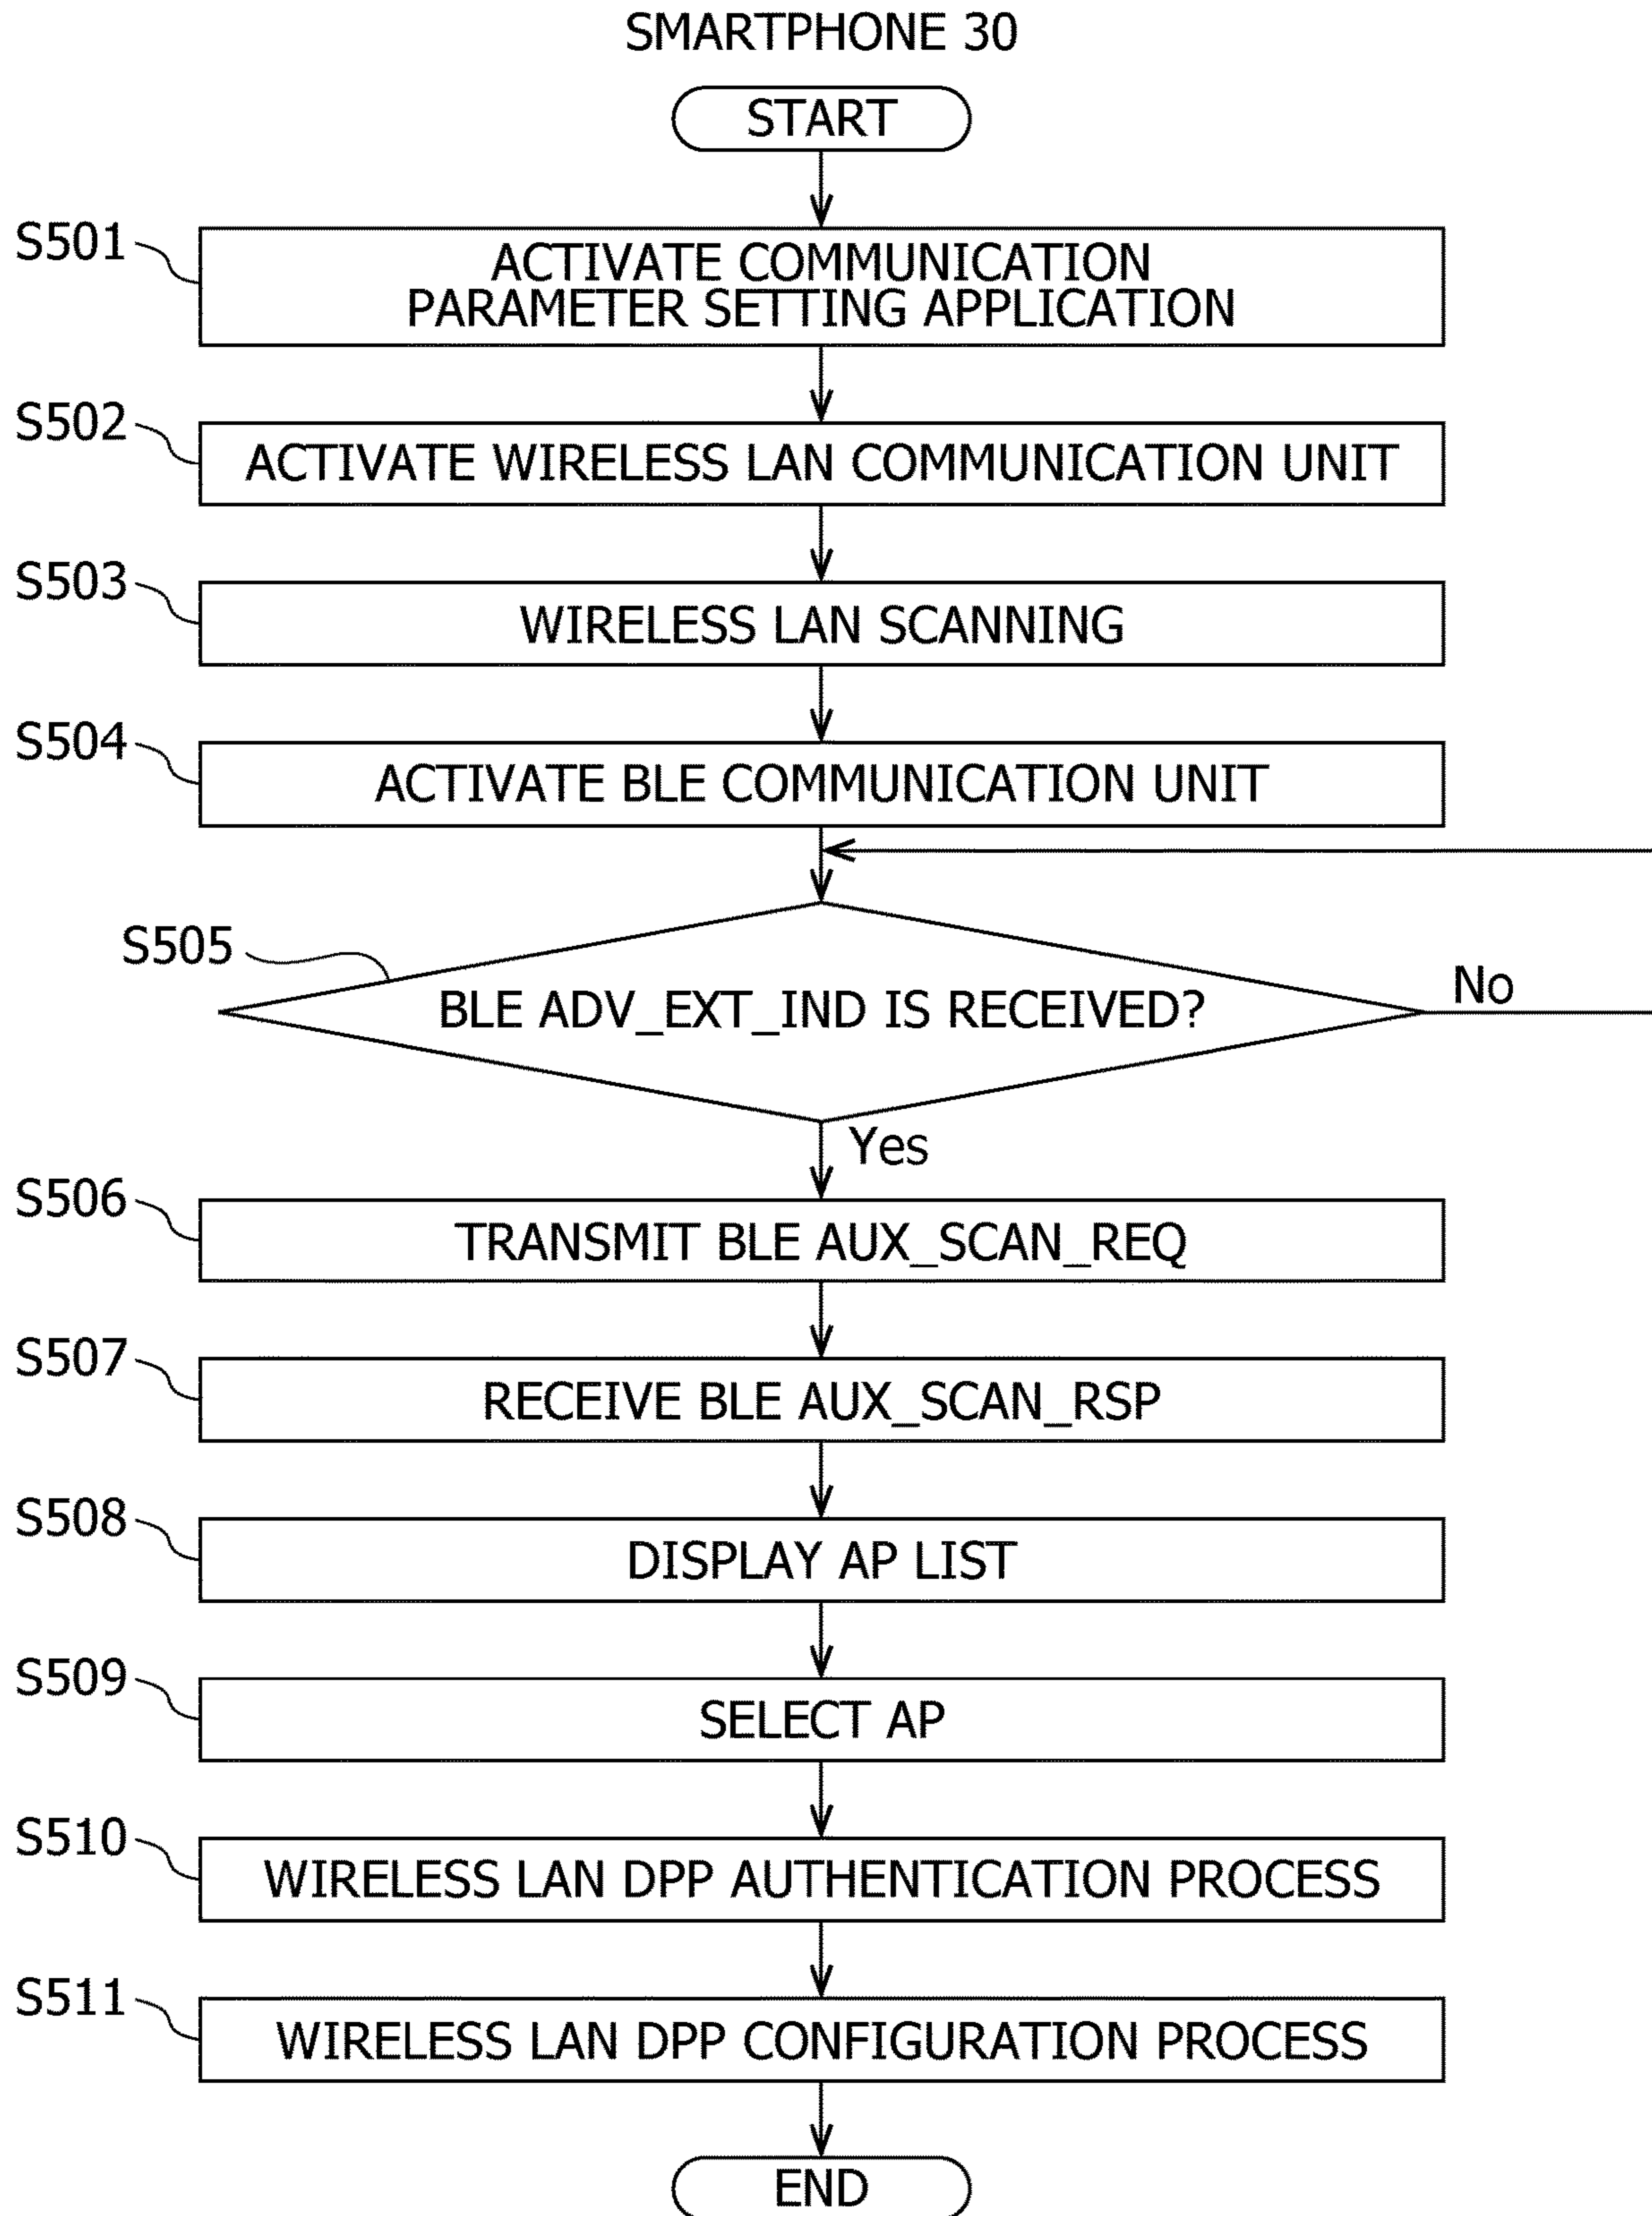 SMARTPHONE 30
START
S501
ACTIVATE COMMUNICATION
PARAMETER SETTING APPLICATION
S502
ACTIVATE WIRELESS LAN COMMUNICATION UNIT
S503
WIRELESS LAN SCANNING
S504
ACTIVATE BLE COMMUNICATION UNIT
S505
BLE ADV_EXT_IND IS RECEIVED?
No
Yes
S506
TRANSMIT BLE AUX_SCAN_REQ
S507
RECEIVE BLE AUX_SCAN_RSP
S508
DISPLAY AP LIST
S509
SELECT AP
S510
WIRELESS LAN DPP AUTHENTICATION PROCESS
S511
WIRELESS LAN DPP CONFIGURATION PROCESS
END